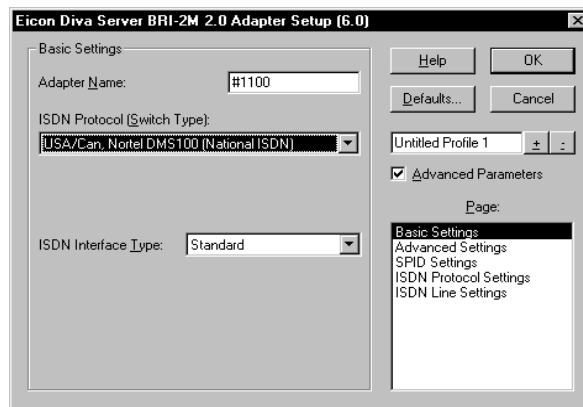 Eicon Diva Server BRI-2M 2.0 Adapter Setup (6.0)
Basic Settings
Adapter Name:
#1100
ISDN Protocol (Switch Type):
USA/Can, Nortel DMS100 (National ISDN)
ISDN Interface Type:
Standard
Help
OK
Defaults...
Cancel
Untitled Profile 1
+
-
Advanced Parameters
Page:
Basic Settings
Advanced Settings
SPID Settings
ISDN Protocol Settings
ISDN Line Settings